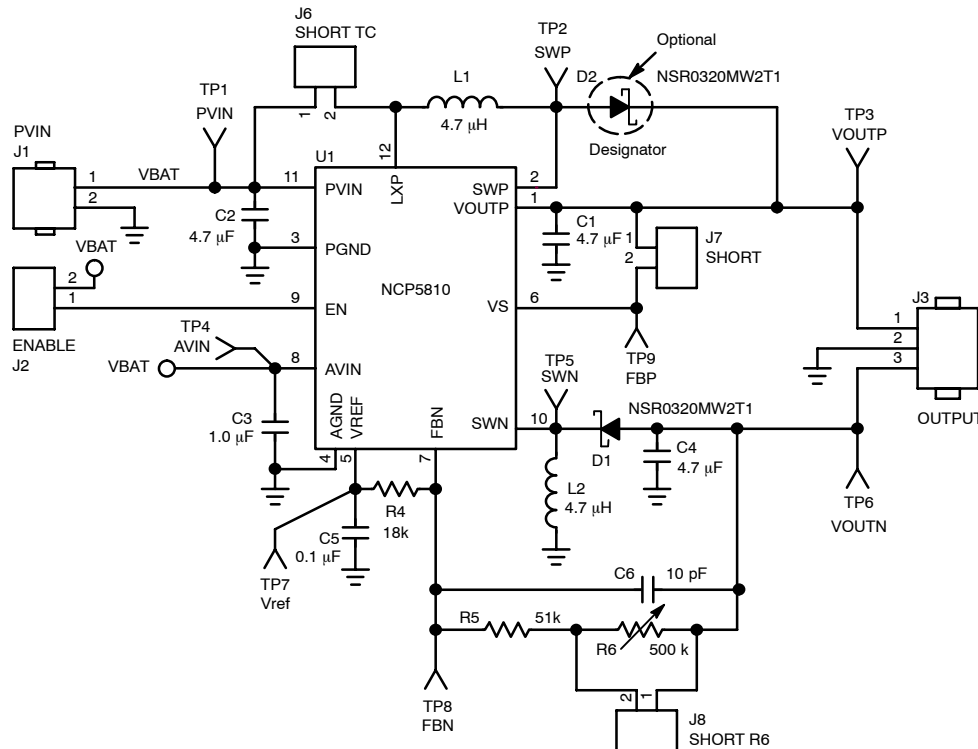 J6
SHORT TC
1
2
TP1
PVIN
L1
4.7 μH
TP2
SWP
Optional
D2
NSR0320MW2T1
Designator
TP3
VOUTP
PVIN
J1
1
2
VBAT
U1
12
11
PVIN
LXP
SWP
2
VOUTP
1
C2
4.7 μF
3
PGND
C1
4.7 μF
1
2
J7
SHORT
VBAT
2
1
ENABLE
J2
NCP5810
9
EN
VS
6
TP9
FBP
J3
1
2
3
OUTPUT
TP4
AVIN
VBAT
8
AVIN
C3
1.0 μF
AGND
VREF
FBN
4
5
7
SWN
10
TP5
SWN
NSR0320MW2T1
D1
C4
4.7 μF
L2
4.7 μH
TP6
VOUTN
R4
18k
C5
0.1 μF
TP7
Vref
C6
10 pF
R5
51k
R6
500 k
TP8
FBN
2
1
J8
SHORT R6